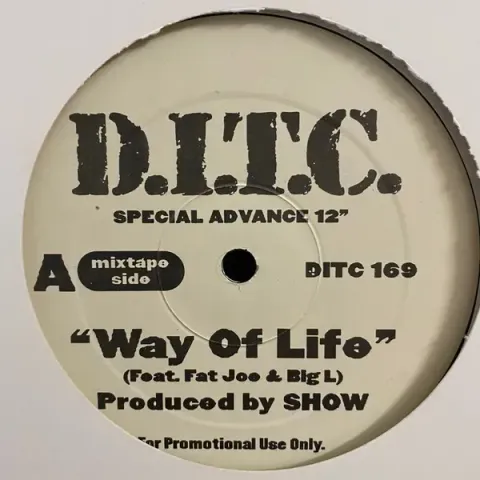 D.I.T.C.
SPECIAL ADVANCE 12”
A mixtape side DITC 169
“Way Of Life”
(Feat. Fat Joe & Big L)
Produced by SHOW
For Promotional Use Only.